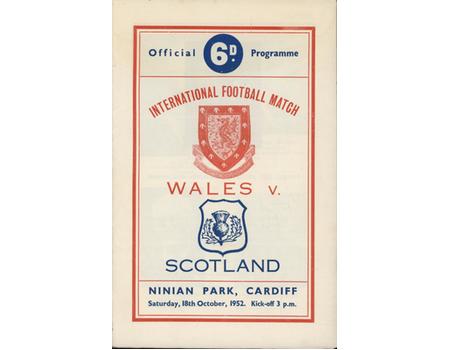 Official 6D. Programme
INTERNATIONAL FOOTBALL MATCH
WALES v.
SCOTLAND
NINIAN PARK, CARDIFF
Saturday, 18th October, 1952. Kick-off 3 p.m.